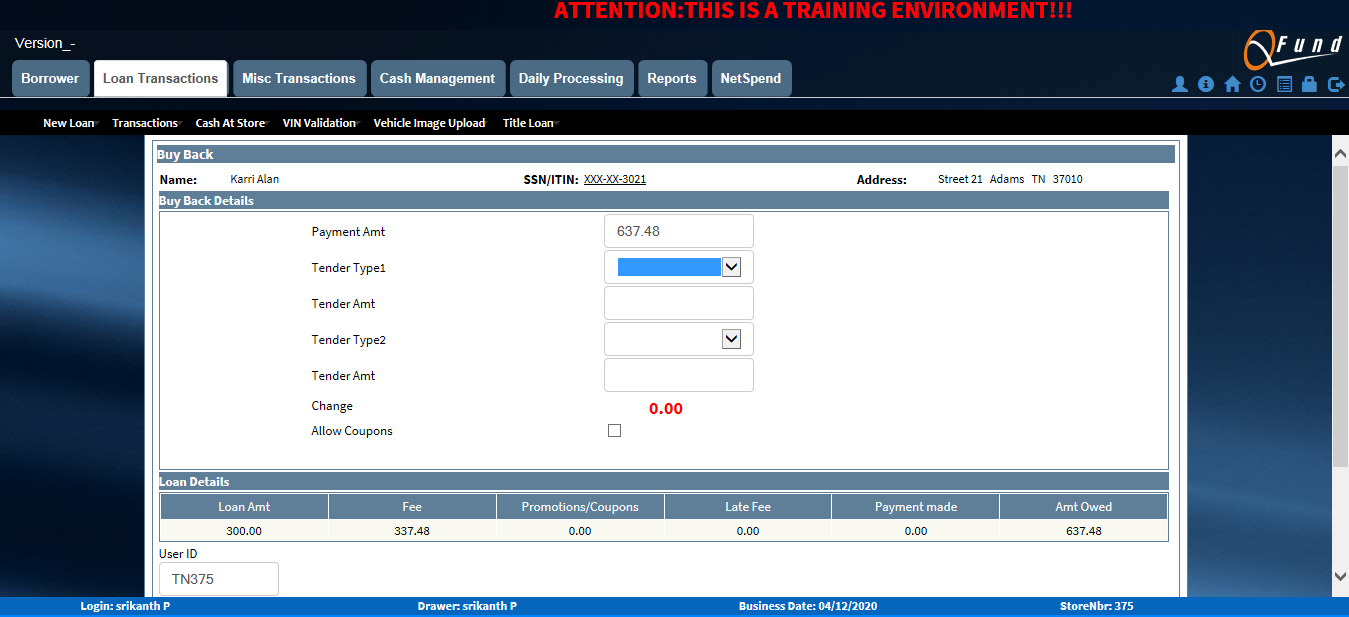 ATTENTION:THIS IS A TRAINING ENVIRONMENT!!!
Version_-
QFund
Borrower Loan Transactions Misc Transactions Cash Management Daily Processing Reports NetSpend
New Loan Transactions Cash At Store VIN Validation Vehicle Image Upload Title Loan
Buy Back
Name: Karri Alan SSN/ITIN: XXX-XX-3021 Address: Street 21 Adams TN 37010
Buy Back Details
Payment Amt 637.48
Tender Type1
Tender Amt
Tender Type2
Tender Amt
Change 0.00
Allow Coupons
Loan Details
Loan Amt Fee Promotions/Coupons Late Fee Payment made Amt Owed
300.00 337.48 0.00 0.00 0.00 637.48
User ID
TN375
Login: srikanth P Drawer: srikanth P Business Date: 04/12/2020 StoreNbr: 375